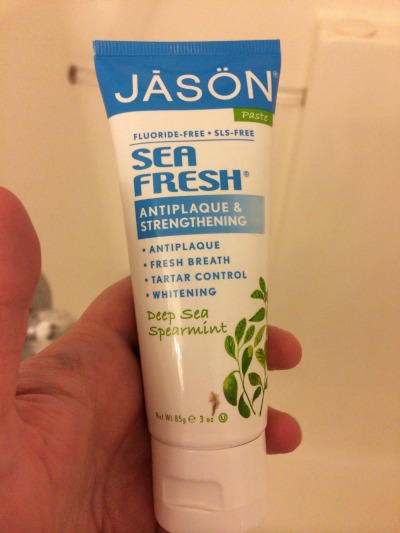 JĀSÖN®
Paste
FLUORIDE-FREE • SLS-FREE
SEA
FRESH®
ANTIPLAQUE &
STRENGTHENING
• ANTIPLAQUE
• FRESH BREATH
• TARTAR CONTROL
• WHITENING
Deep Sea
Spearmint
Net Wt 85g ℮ 3 oz Ⓤ